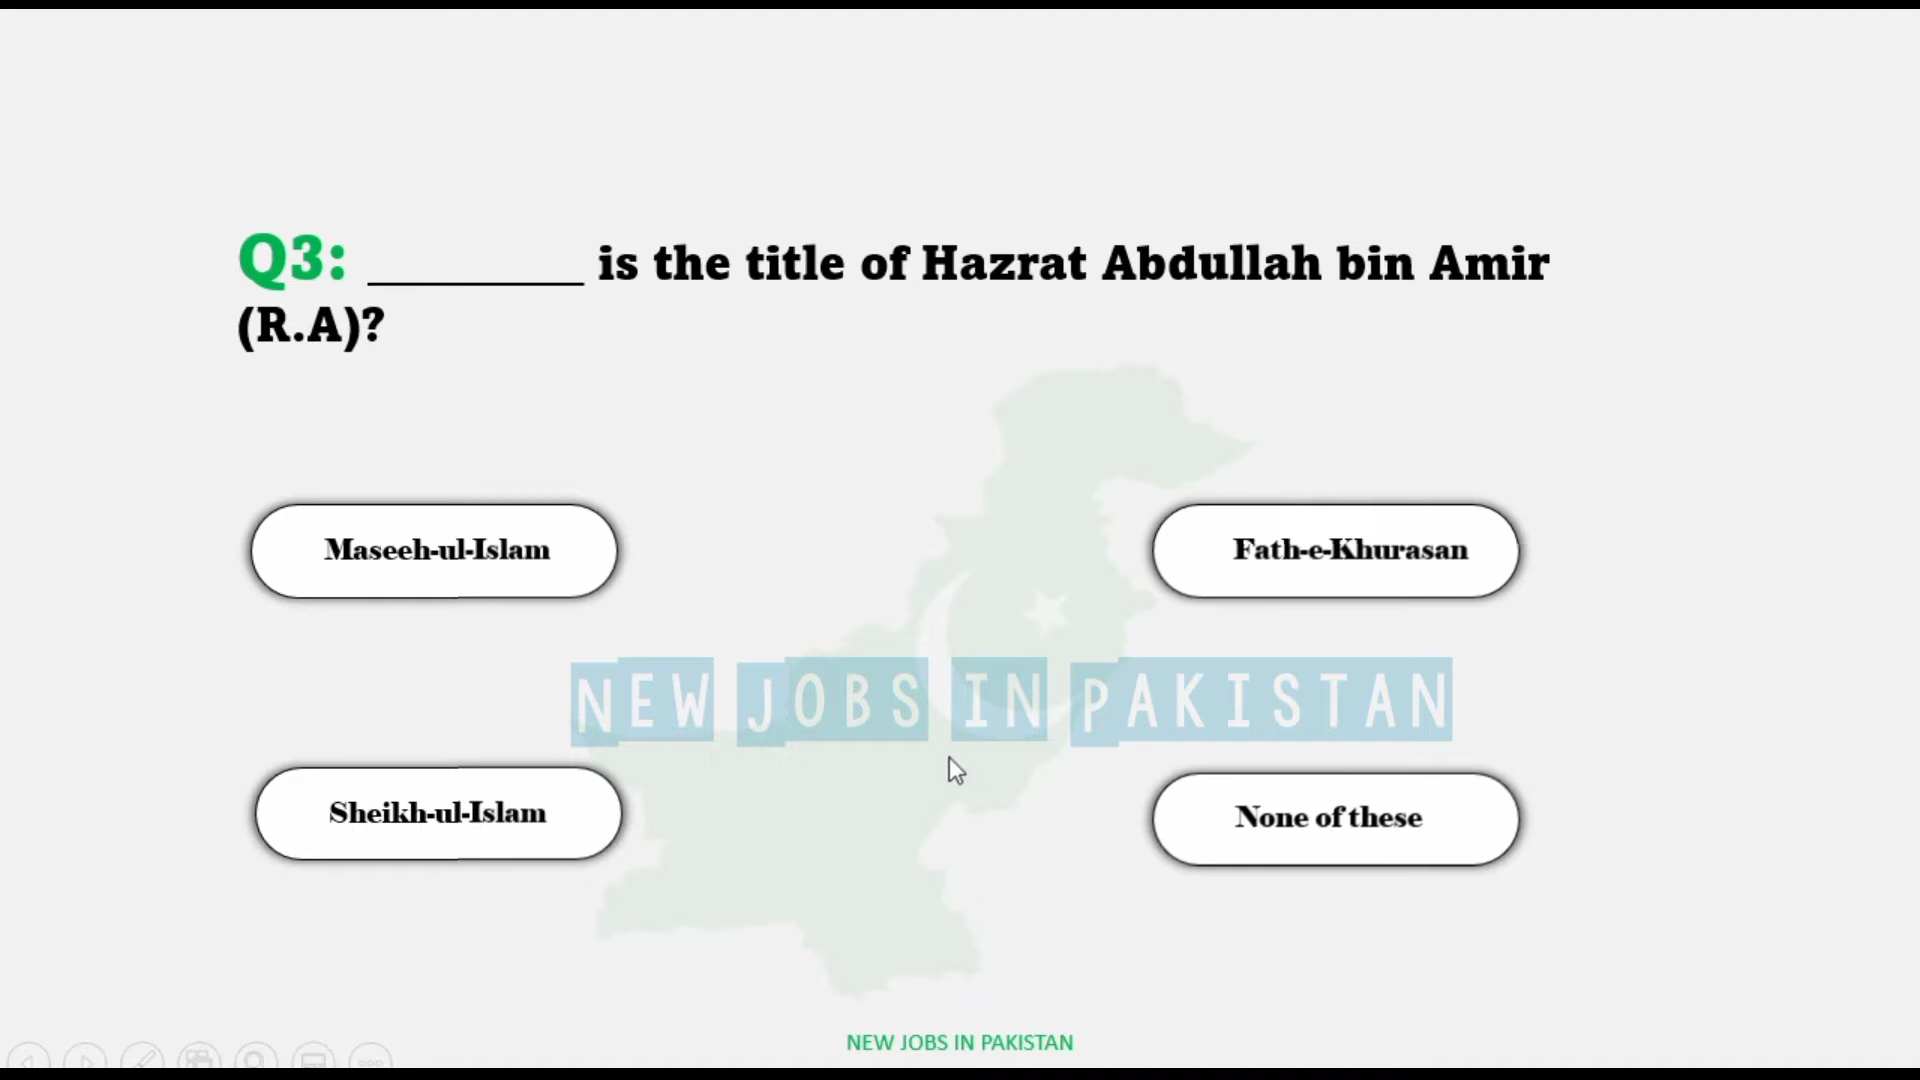 Q3: _________ is the title of Hazrat Abdullah bin Amir
(R.A)?
Maseeh-ul-Islam
Fath-e-Khurasan
NEW JOBS IN PAKISTAN
Sheikh-ul-Islam
None of these
NEW JOBS IN PAKISTAN